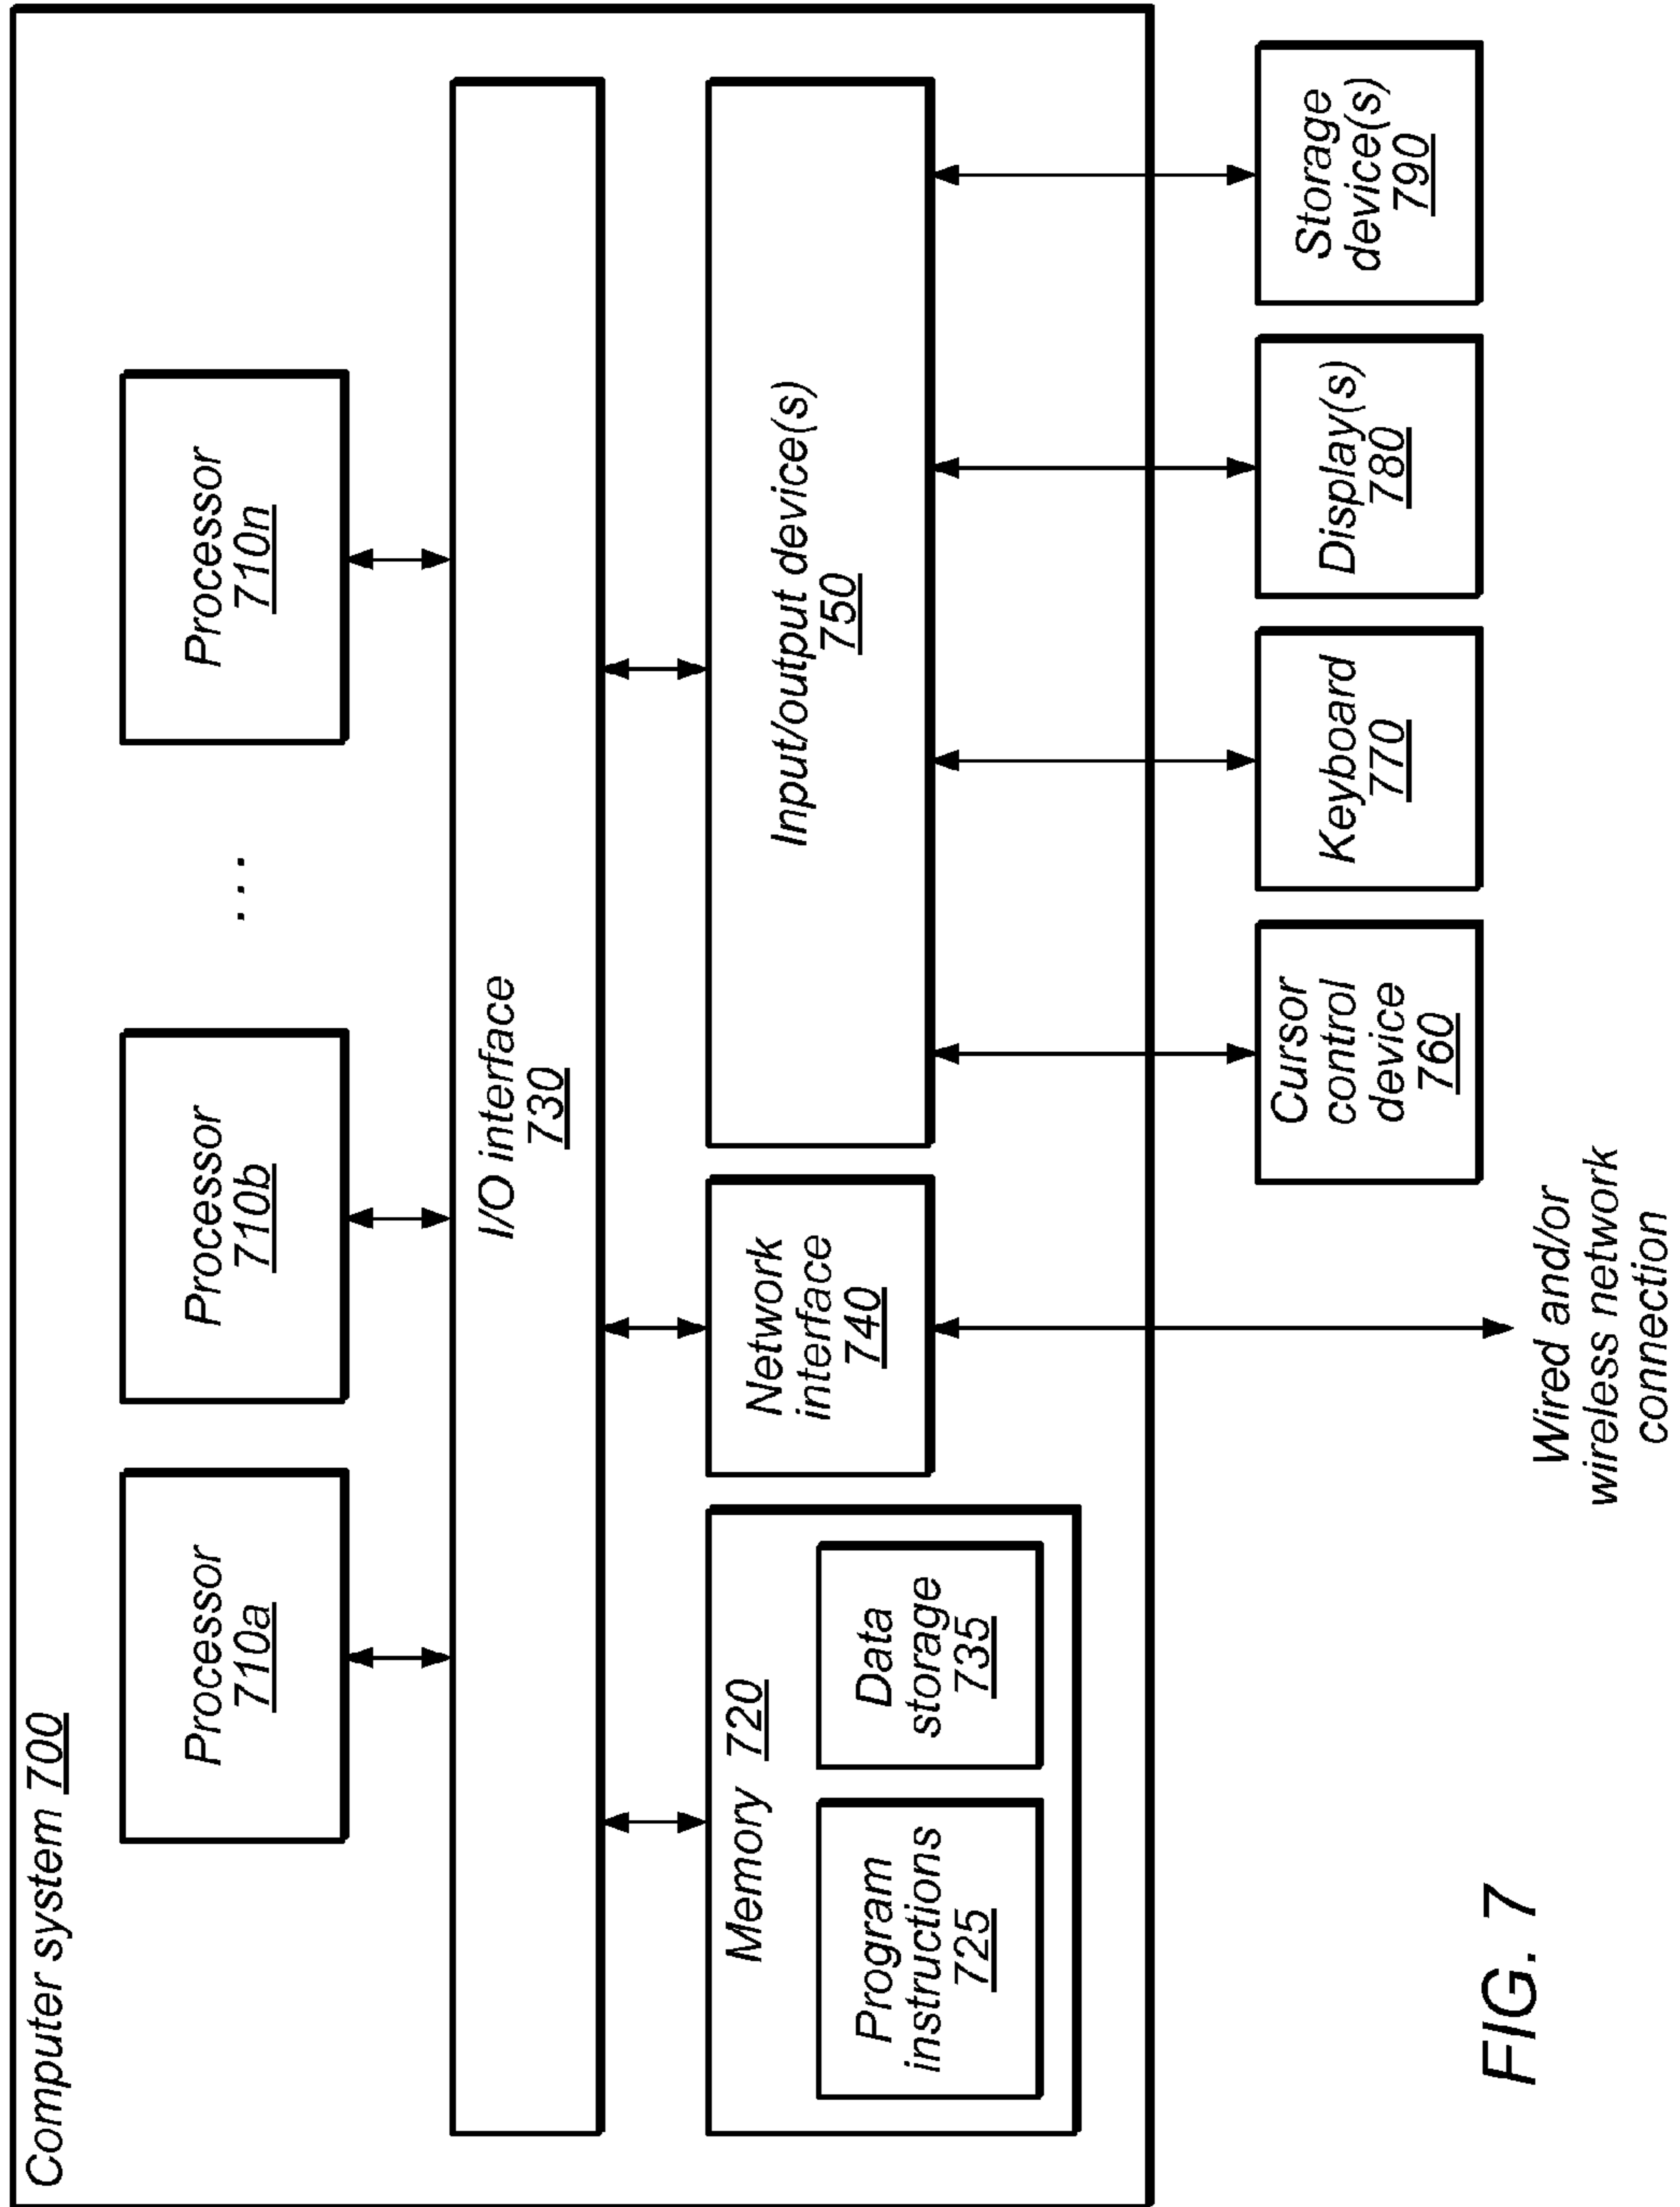 Computer system 700
Processor
710a
Processor
710b
. . .
Processor
710n
I/O interface
730
Memory 720
Program
instructions
725
Data
storage
735
Network
interface
740
Input/output device(s)
750
Wired and/or
wireless network
connection
Cursor
control
device
760
Keyboard
770
Display(s)
780
Storage
device(s)
790
FIG. 7